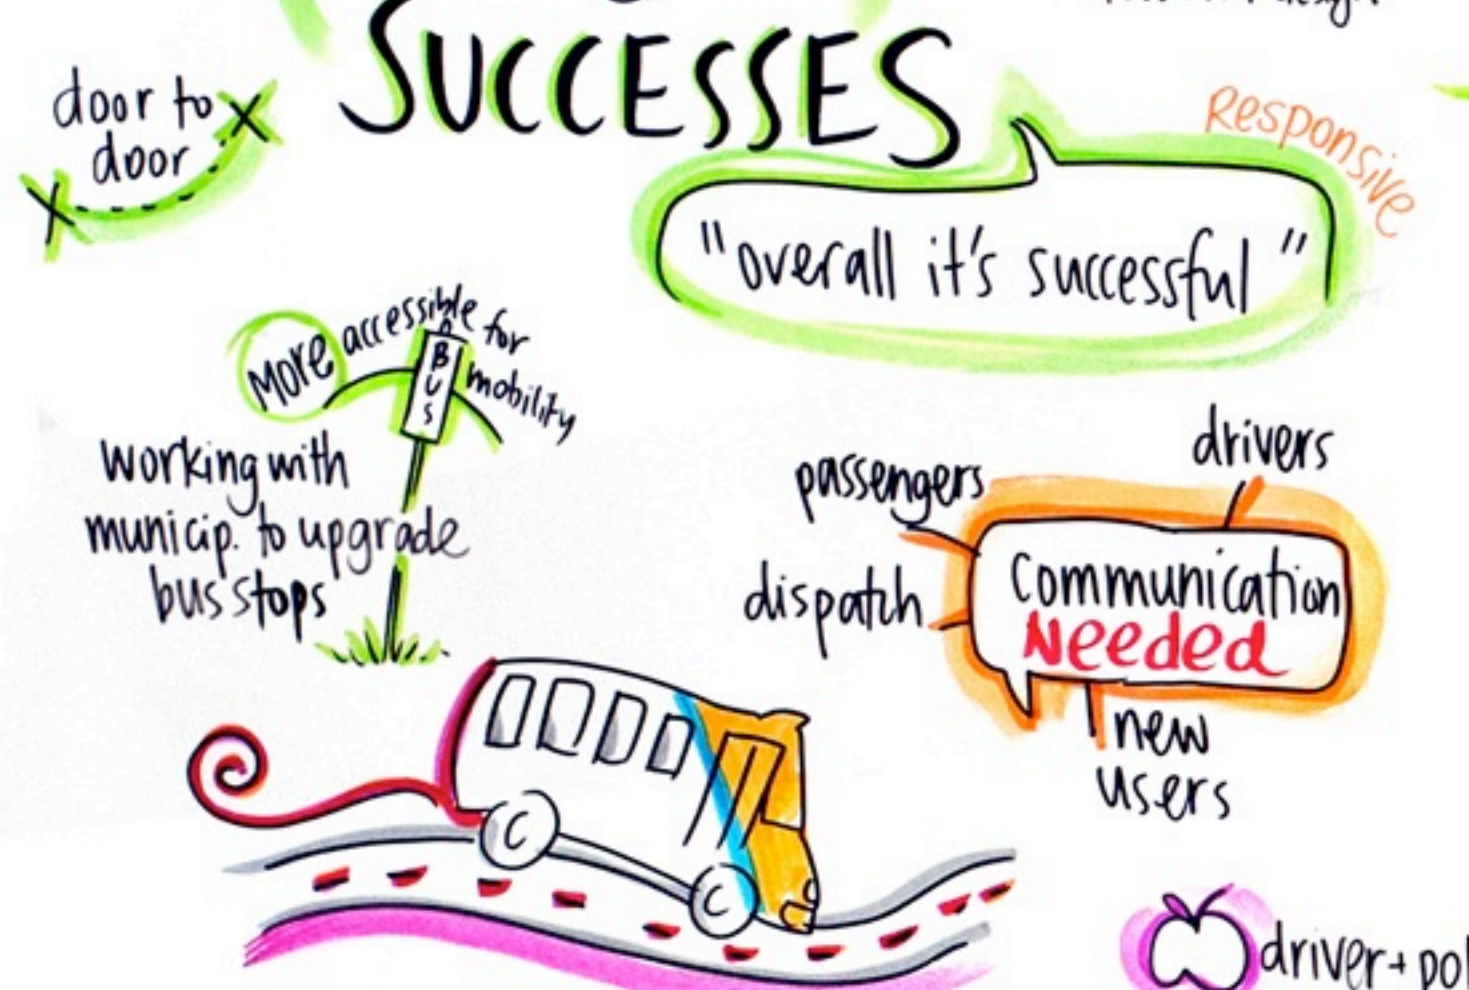 SUCCESSES
door to
door
Responsive
"overall it's successful"
More accessible for mobility
BUS
working with
municip. to upgrade
bus stops
drivers
passengers
dispatch
Communication
Needed
new
users
driver +